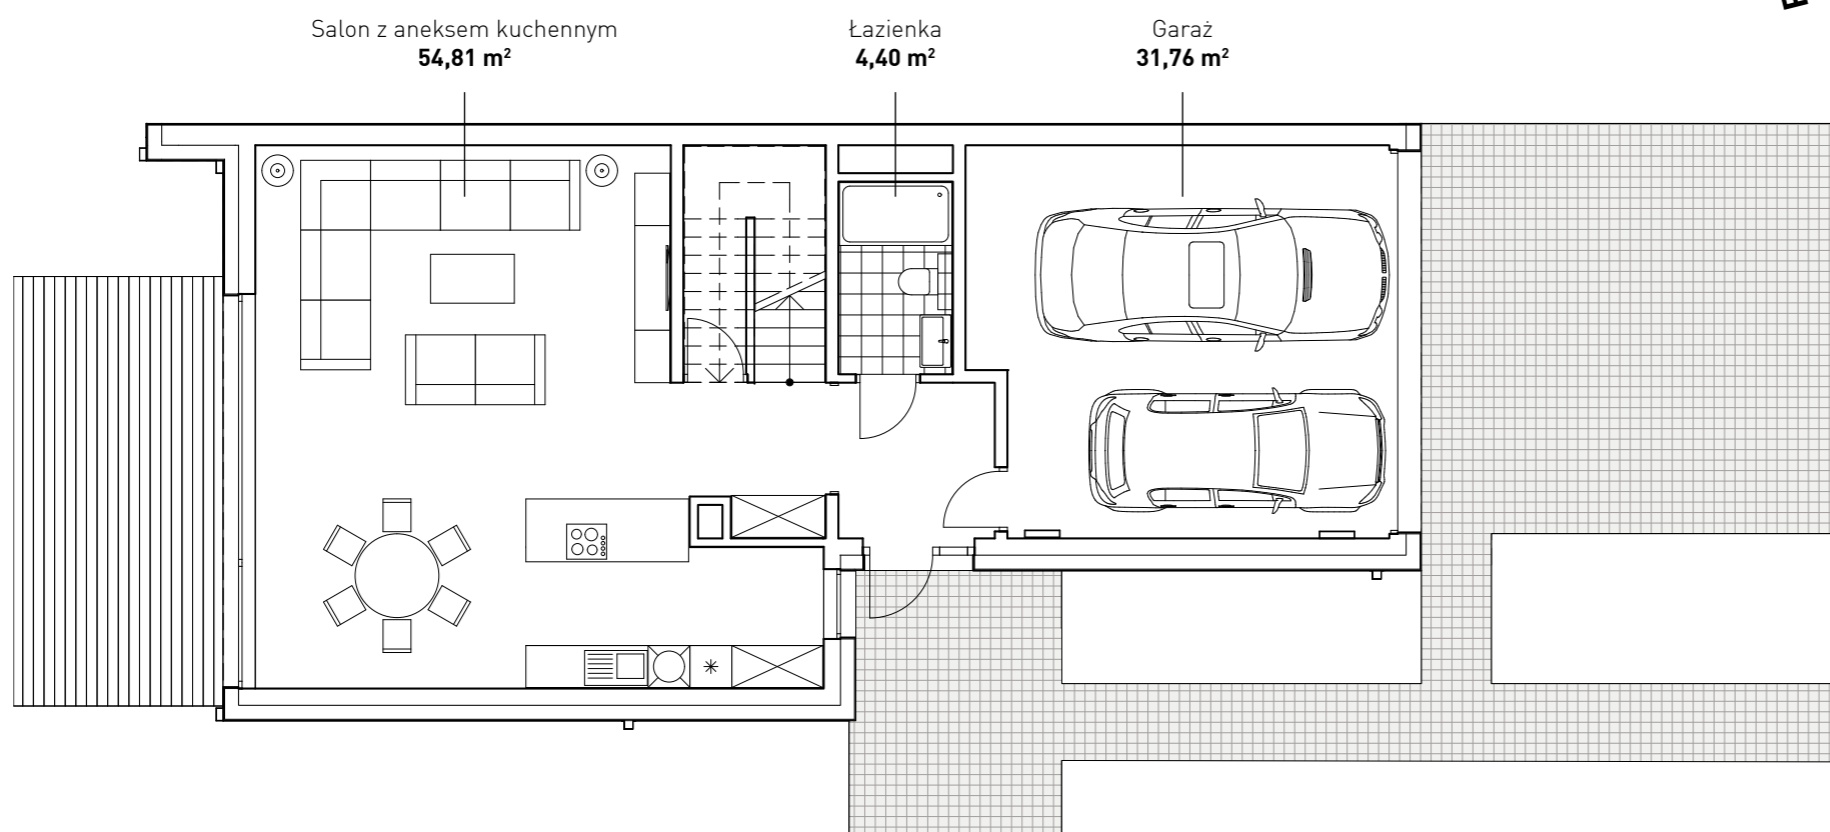 Salon z aneksem kuchennym
54,81 m²
Łazienka
4,40 m²
Garaż
31,76 m²